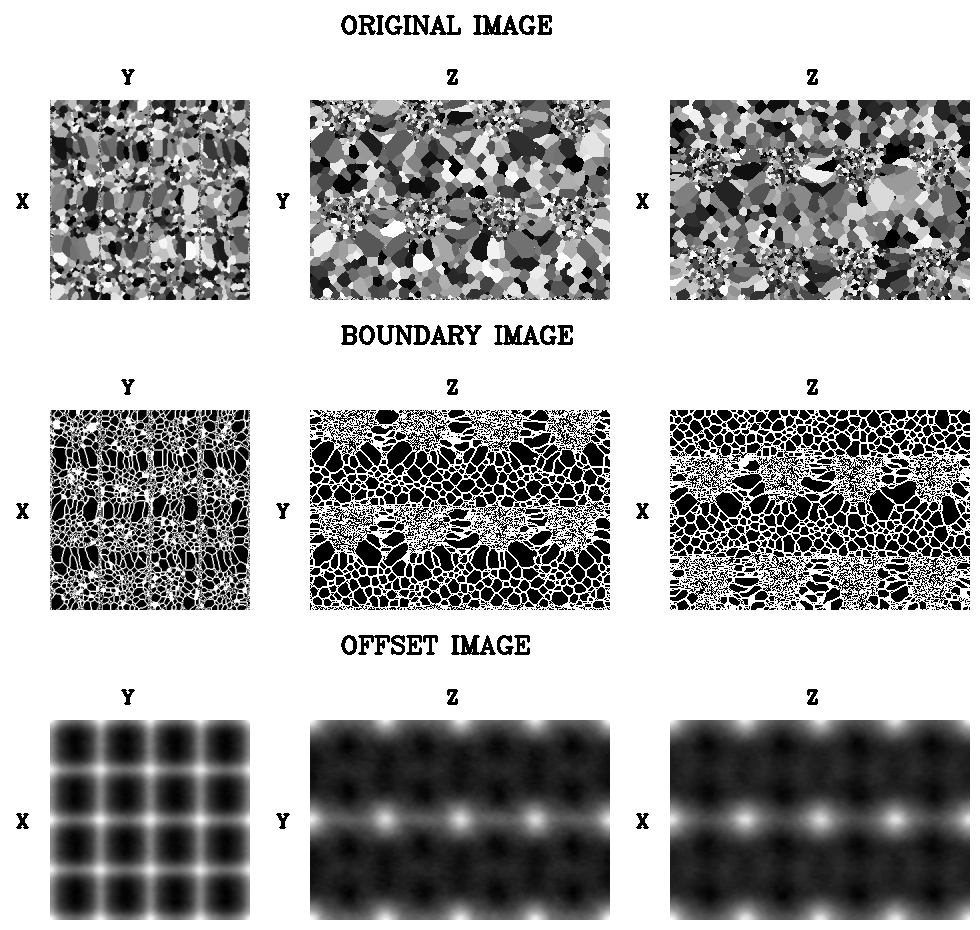 ORIGINAL IMAGE
Y Z Z
X Y X
BOUNDARY IMAGE
Y Z Z
X Y X
OFFSET IMAGE
Y Z Z
X Y X